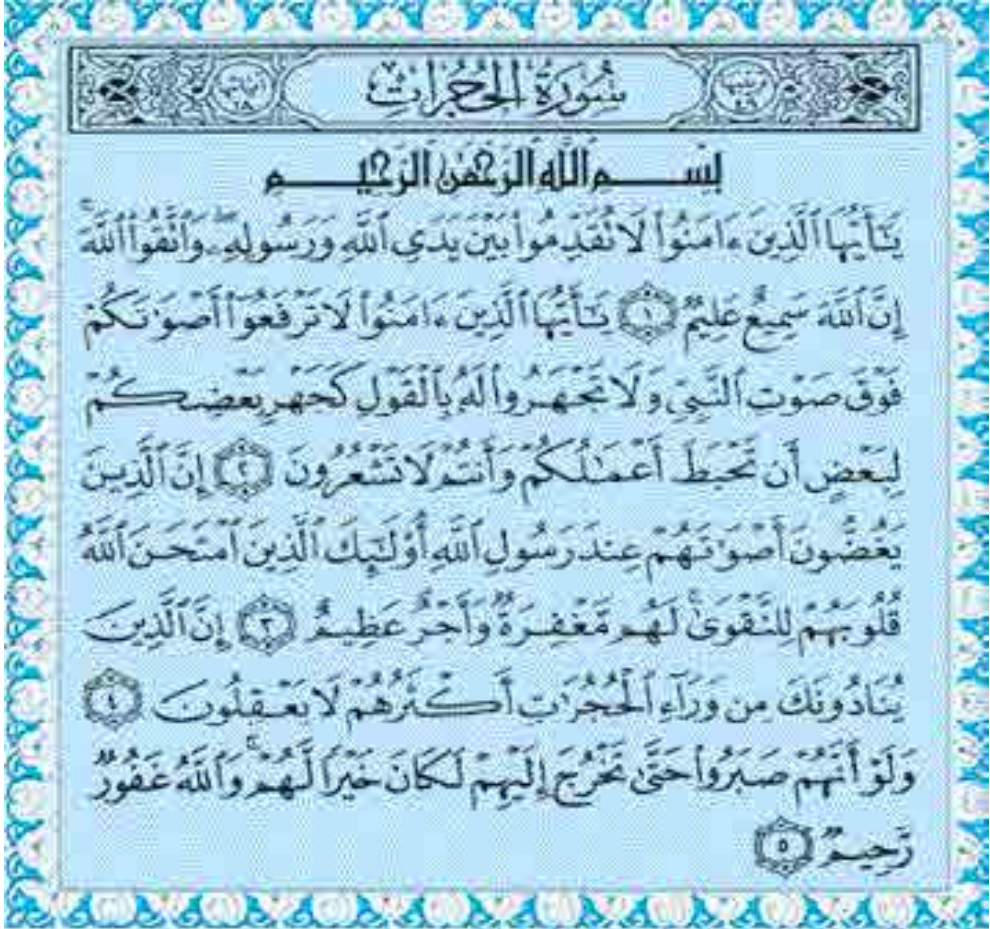 سُورَةُ الْحُجُرَاتِ
بِسْمِ اللَّهِ الرَّحْمَٰنِ الرَّحِيمِ
يَـٰٓأَيُّهَا ٱلَّذِينَ ءَامَنُوا۟ لَا تُقَدِّمُوا۟ بَيْنَ يَدَىِ ٱللَّهِ وَرَسُولِهِۦ ۖ وَٱتَّقُوا۟ ٱللَّهَ ۚ
إِنَّ ٱللَّهَ سَمِيعٌ عَلِيمٌ ١ يَـٰٓأَيُّهَا ٱلَّذِينَ ءَامَنُوا۟ لَا تَرْفَعُوٓا۟ أَصْوَٰتَكُمْ
فَوْقَ صَوْتِ ٱلنَّبِىِّ وَلَا تَجْهَرُوا۟ لَهُۥ بِٱلْقَوْلِ كَجَهْرِ بَعْضِكُمْ
لِبَعْضٍ أَن تَحْبَطَ أَعْمَـٰلُكُمْ وَأَنتُمْ لَا تَشْعُرُونَ ٢ إِنَّ ٱلَّذِينَ
يَغُضُّونَ أَصْوَٰتَهُمْ عِندَ رَسُولِ ٱللَّهِ أُو۟لَـٰٓئِكَ ٱلَّذِينَ ٱمْتَحَنَ ٱللَّهُ
قُلُوبَهُمْ لِلتَّقْوَىٰ ۚ لَهُم مَّغْفِرَةٌ وَأَجْرٌ عَظِيمٌ ٣ إِنَّ ٱلَّذِينَ
يُنَادُونَكَ مِن وَرَآءِ ٱلْحُجُرَٰتِ أَكْثَرُهُمْ لَا يَعْقِلُونَ ٤
وَلَوْ أَنَّهُمْ صَبَرُوا۟ حَتَّىٰ تَخْرُجَ إِلَيْهِمْ لَكَانَ خَيْرًا لَّهُمْ ۚ وَٱللَّهُ غَفُورٌ
رَّحِيمٌ ٥